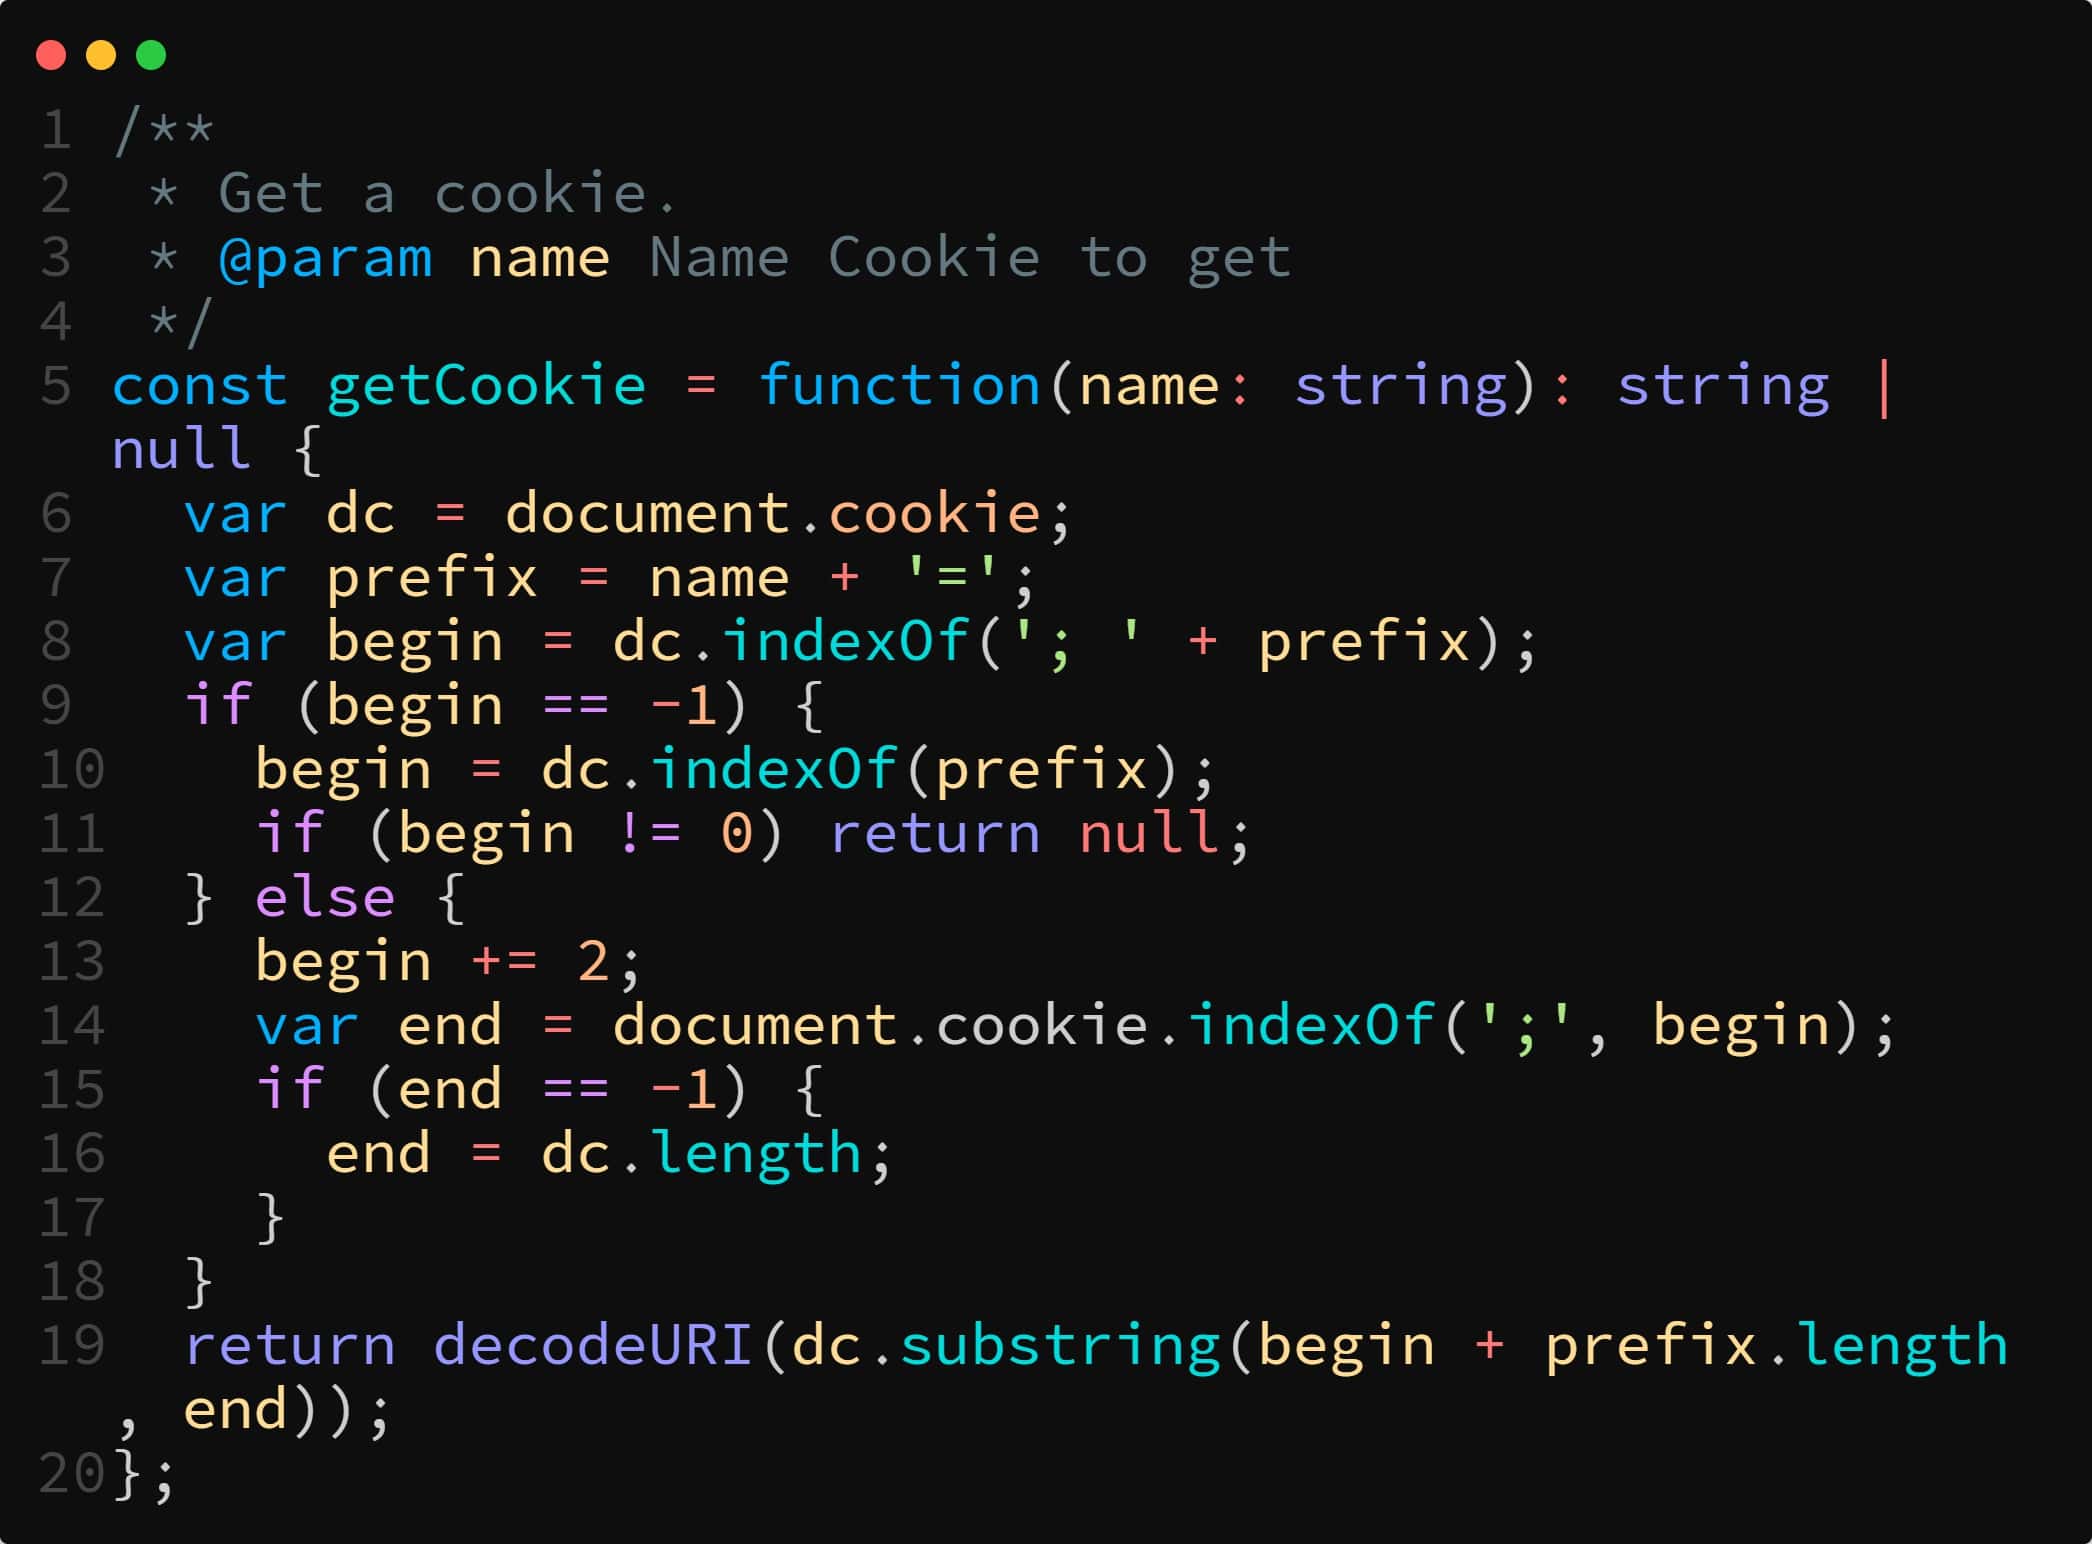 1 /**
2  * Get a cookie.
3  * @param name Name Cookie to get
4  */
5 const getCookie = function(name: string): string |
null {
6   var dc = document.cookie;
7   var prefix = name + '=';
8   var begin = dc.indexOf('; ' + prefix);
9   if (begin == -1) {
10     begin = dc.indexOf(prefix);
11     if (begin != 0) return null;
12   } else {
13     begin += 2;
14     var end = document.cookie.indexOf(';', begin);
15     if (end == -1) {
16       end = dc.length;
17     }
18   }
19   return decodeURI(dc.substring(begin + prefix.length
, end));
20 };